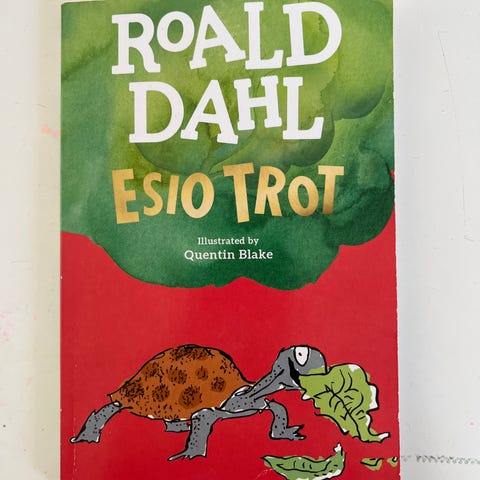 ROALD
DAHL
ESIO TROT
Illustrated by
Quentin Blake